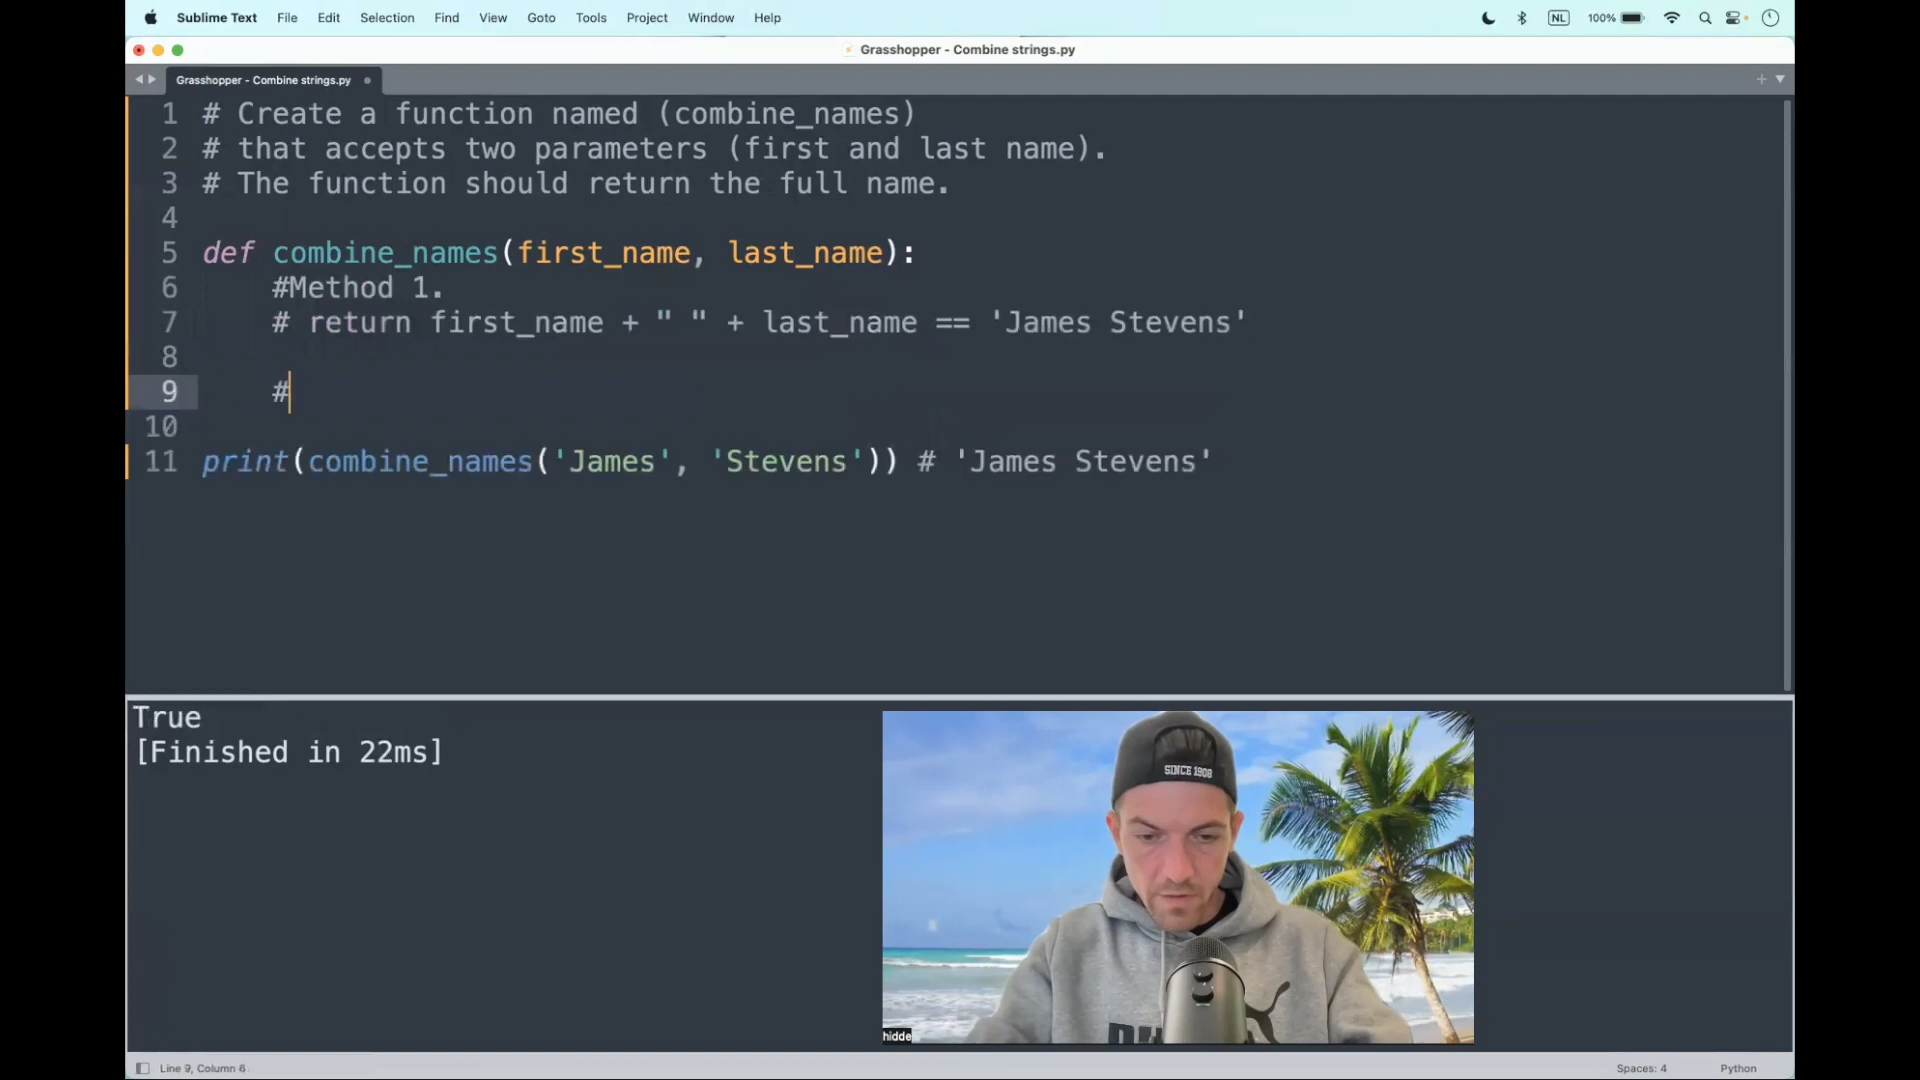 Sublime Text File Edit Selection Find View Goto Tools Project Window Help NL 100%
Grasshopper - Combine strings.py
Grasshopper - Combine strings.py
1 # Create a function named (combine_names)
2 # that accepts two parameters (first and last name).
3 # The function should return the full name.
4
5 def combine_names(first_name, last_name):
6 #Method 1.
7 # return first_name + " " + last_name == 'James Stevens'
8
9 #
10
11 print(combine_names('James', 'Stevens')) # 'James Stevens'
True
[Finished in 22ms]
SINCE 1908
hidde
Line 9, Column 6 Spaces: 4 Python